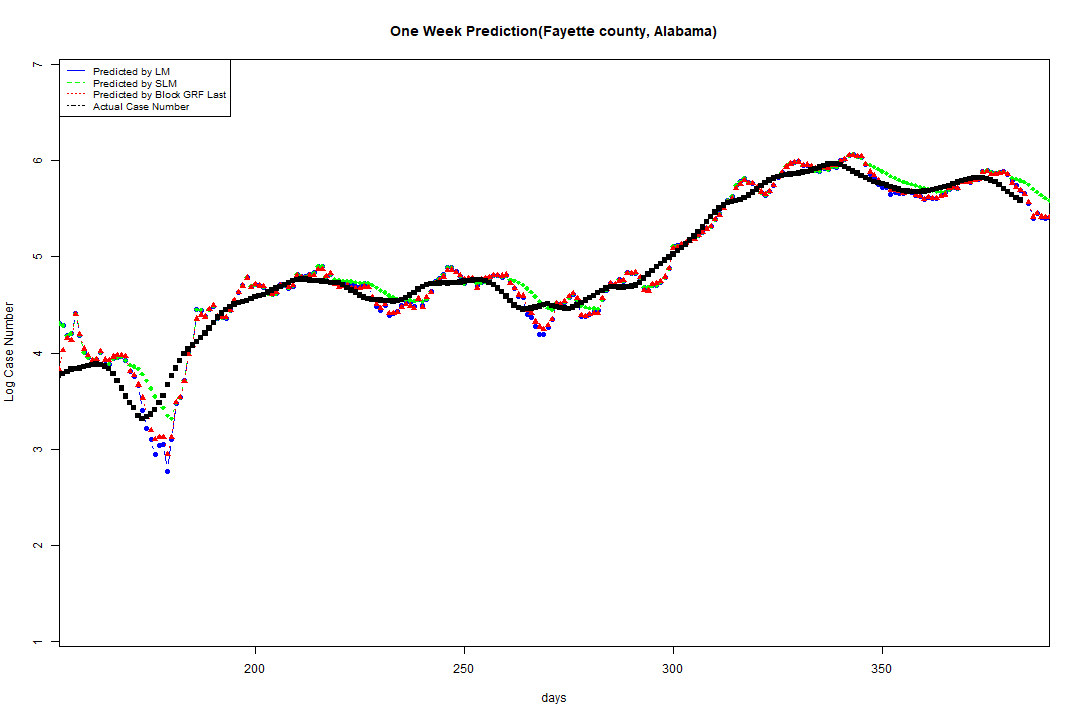 One Week Prediction(Fayette county, Alabama)
Predicted by LM
Predicted by SLM
Predicted by Block GRF Last
Actual Case Number
7
6
5
4
3
2
1
Log Case Number
200 250 300 350
days